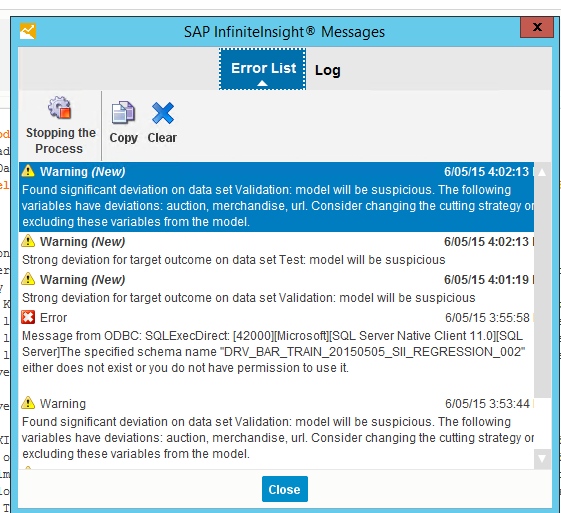 SAP InfiniteInsight® Messages
x
Error List
Log
Stopping the
Process
Copy
Clear
Warning (New) 6/05/15 4:02:13
Found significant deviation on data set Validation: model will be suspicious. The following
variables have deviations: auction, merchandise, url. Consider changing the cutting strategy or
excluding these variables from the model.
Warning (New) 6/05/15 4:02:13
Strong deviation for target outcome on data set Test: model will be suspicious
Warning (New) 6/05/15 4:01:19
Strong deviation for target outcome on data set Validation: model will be suspicious
Error 6/05/15 3:55:58
Message from ODBC: SQLExecDirect: [42000][Microsoft][SQL Server Native Client 11.0][SQL
Server]The specified schema name "DRV_BAR_TRAIN_20150505_SII_REGRESSION_002"
either does not exist or you do not have permission to use it.
Warning 6/05/15 3:53:44
Found significant deviation on data set Validation: model will be suspicious. The following
variables have deviations: auction, merchandise, url. Consider changing the cutting strategy or
excluding these variables from the model.
Close